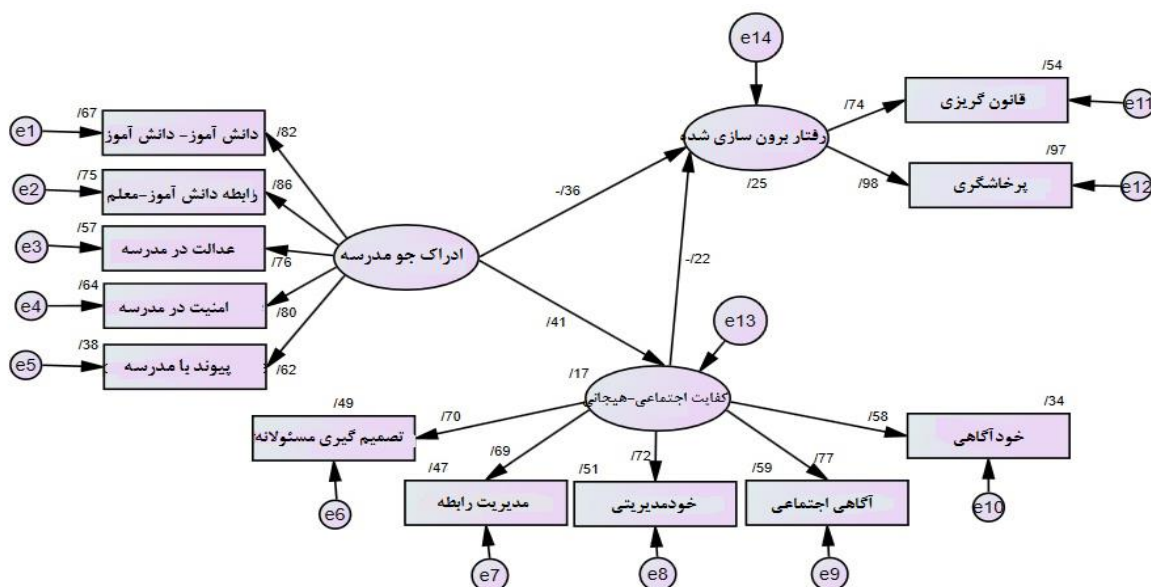 e14
/54
/74
قانون گریزی
e11
/67
e1
دانش آموز- دانش آموز
/82
رفتار برون سازی شده
/97
/75
e2
رابطه دانش آموز-معلم
/86
-/36
/25
/98
پرخاشگری
e12
/57
e3
عدالت در مدرسه
/76
ادراک جو مدرسه
-/22
/64
e4
امنیت در مدرسه
/80
/41
e13
/38
e5
پیوند با مدرسه
/62
/17
کفایت اجتماعی-هیجانی
/49
/70
/58
/34
تصمیم گیری مسئولانه
خودآگاهی
/69
/72
/77
/47
/51
/59
e6
مدیریت رابطه
خودمدیریتی
آگاهی اجتماعی
e10
e7
e8
e9